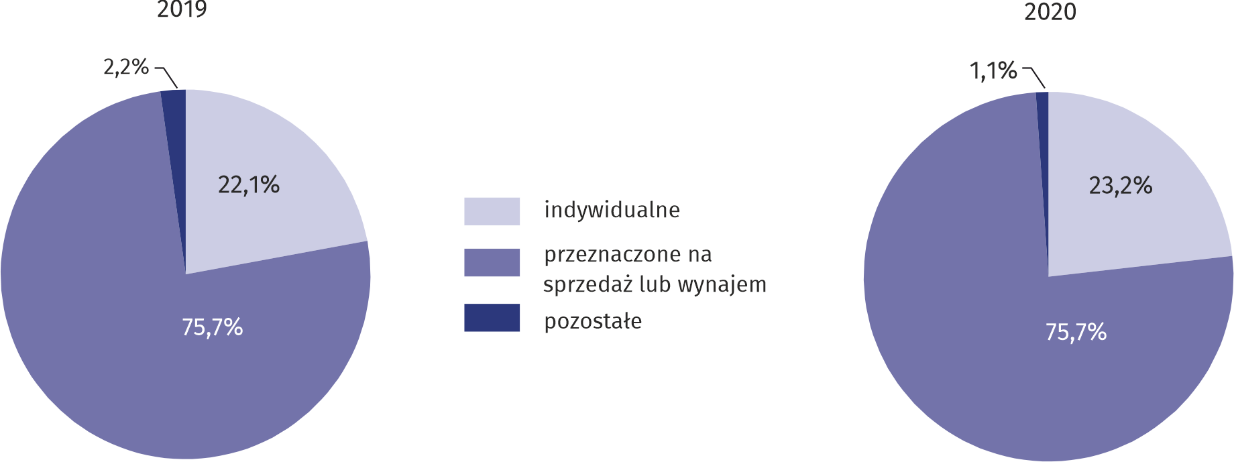 2019
2,2%
22,1%
75,7%
indywidualne
przeznaczone na
sprzedaż lub wynajem
pozostałe
2020
1,1%
23,2%
75,7%